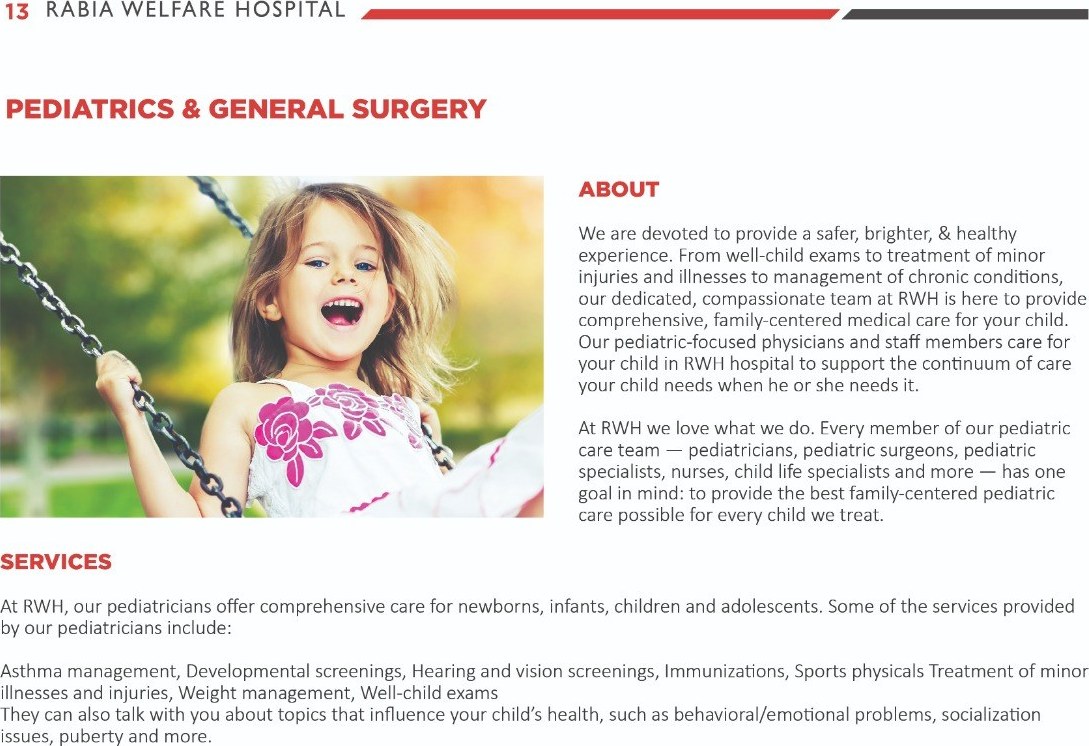 13 RABIA WELFARE HOSPITAL
PEDIATRICS & GENERAL SURGERY
ABOUT
We are devoted to provide a safer, brighter, & healthy
experience. From well-child exams to treatment of minor
injuries and illnesses to management of chronic conditions,
our dedicated, compassionate team at RWH is here to provide
comprehensive, family-centered medical care for your child.
Our pediatric-focused physicians and staff members care for
your child in RWH hospital to support the continuum of care
your child needs when he or she needs it.
At RWH we love what we do. Every member of our pediatric
care team — pediatricians, pediatric surgeons, pediatric
specialists, nurses, child life specialists and more — has one
goal in mind: to provide the best family-centered pediatric
care possible for every child we treat.
SERVICES
At RWH, our pediatricians offer comprehensive care for newborns, infants, children and adolescents. Some of the services provided
by our pediatricians include:
Asthma management, Developmental screenings, Hearing and vision screenings, Immunizations, Sports physicals Treatment of minor
illnesses and injuries, Weight management, Well-child exams
They can also talk with you about topics that influence your child’s health, such as behavioral/emotional problems, socialization
issues, puberty and more.